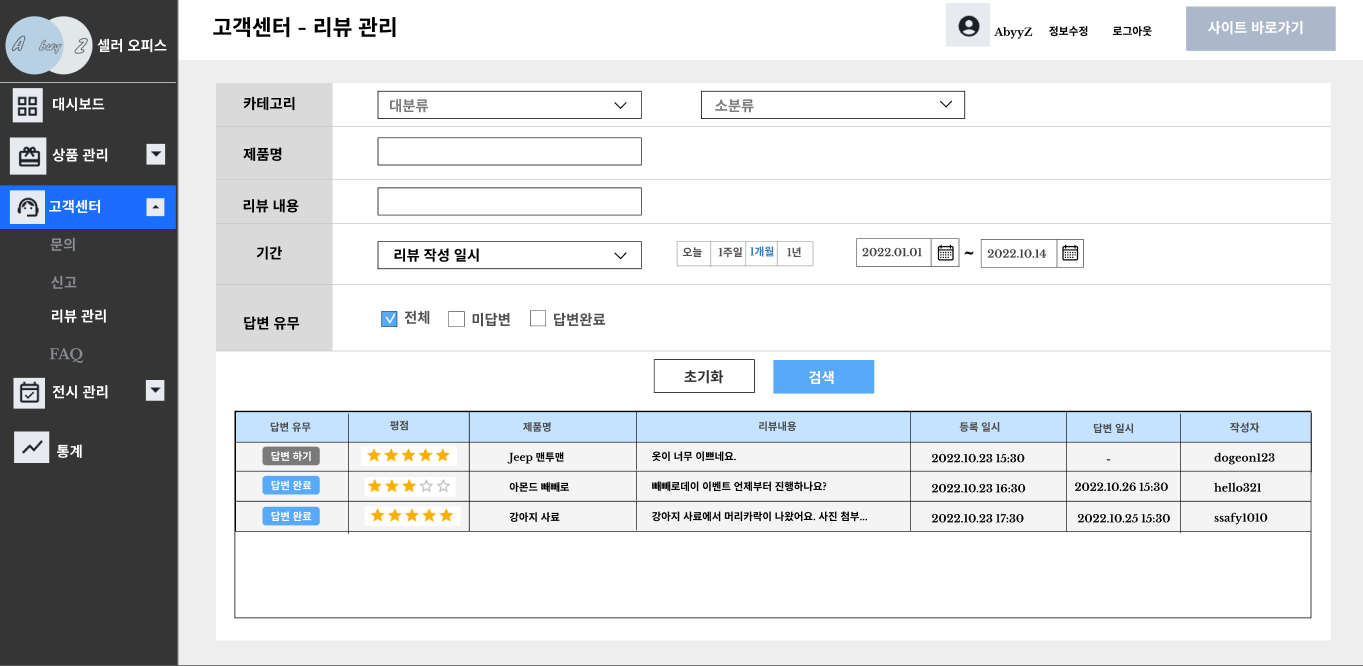 고객센터 - 리뷰 관리
AbyyZ 정보수정 로그아웃 사이트 바로가기
A buy Z 셀러 오피스
대시보드
상품 관리
고객센터
문의
신고
리뷰 관리
FAQ
전시 관리
통계
카테고리 대분류 소분류
제품명
리뷰 내용
기간 리뷰 작성 일시 오늘 1주일 1개월 1년 2022.01.01 ~ 2022.10.14
답변 유무 전체 미답변 답변완료
초기화 검색
답변 유무 평점 제품명 리뷰내용 등록 일시 답변 일시 작성자
답변 하기 Jeep 맨투맨 옷이 너무 이쁘네요. 2022.10.23 15:30 - dogeon123
답변 완료 아몬드 빼빼로 빼빼로데이 이벤트 언제부터 진행하나요? 2022.10.23 16:30 2022.10.26 15:30 hello321
답변 완료 강아지 사료 강아지 사료에서 머리카락이 나왔어요. 사진 첨부... 2022.10.23 17:30 2022.10.25 15:30 ssafy1010